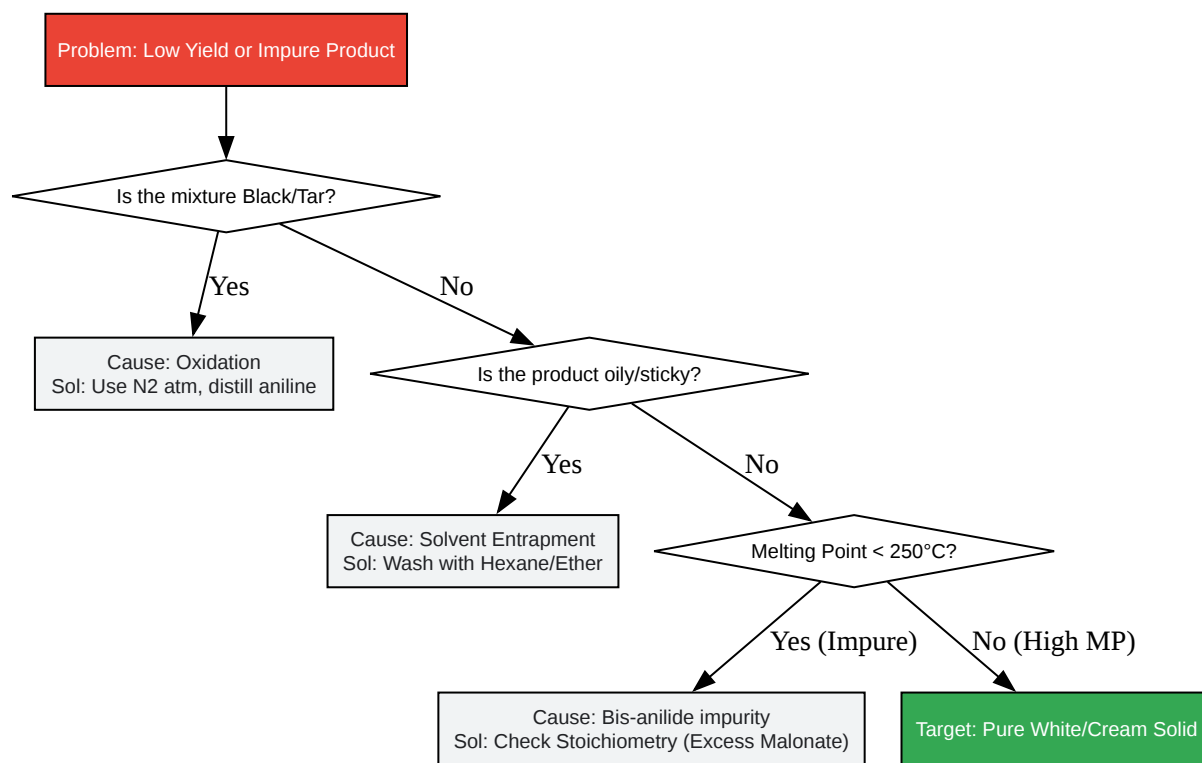 Problem: Low Yield or Impure Product
Is the mixture Black/Tar?
Yes
No
Cause: Oxidation
Sol: Use N2 atm, distill aniline
Is the product oily/sticky?
Yes
No
Cause: Solvent Entrapment
Sol: Wash with Hexane/Ether
Melting Point < 250°C?
Yes (Impure)
No (High MP)
Cause: Bis-anilide impurity
Sol: Check Stoichiometry (Excess Malonate)
Target: Pure White/Cream Solid